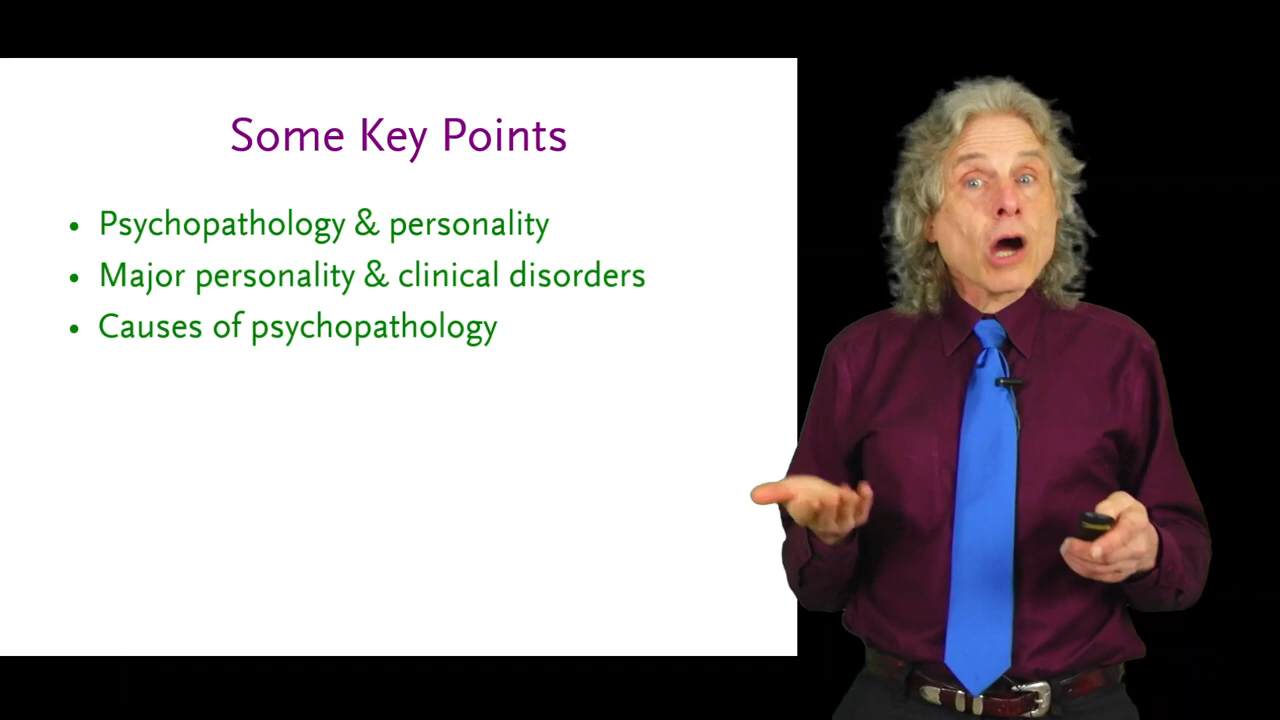 Some Key Points
• Psychopathology & personality
• Major personality & clinical disorders
• Causes of psychopathology